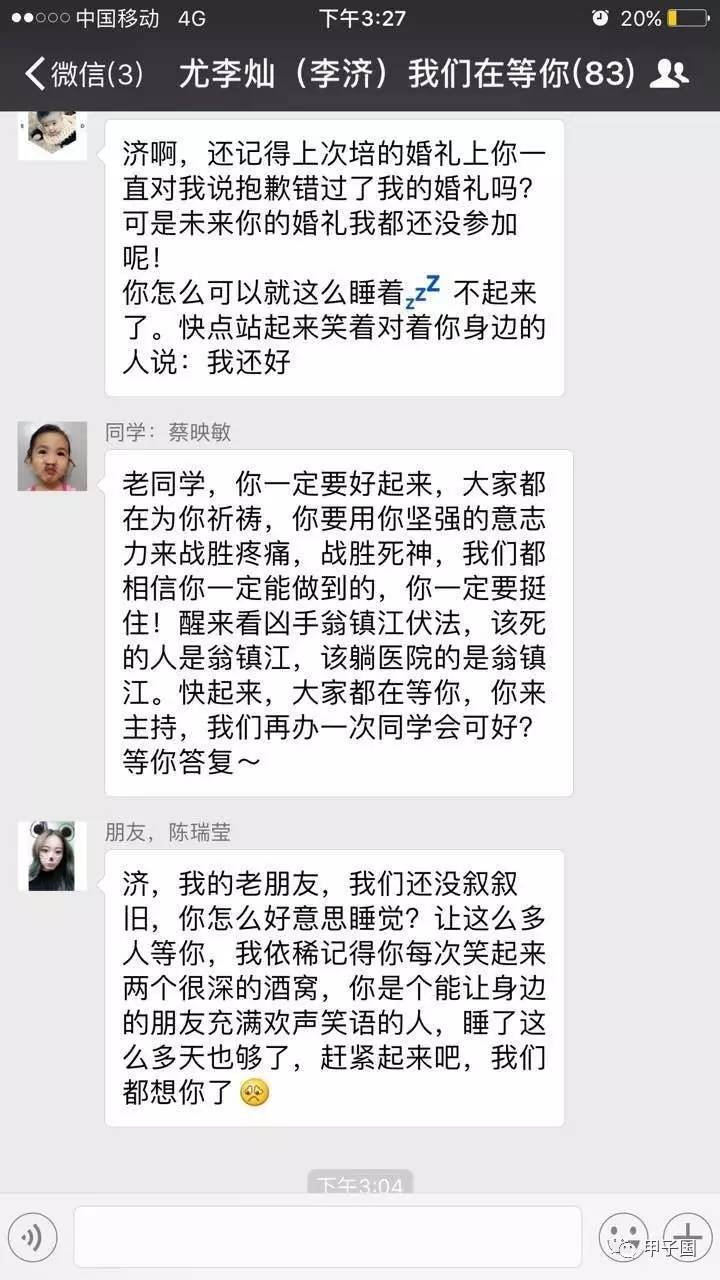 中国移动 4G 下午3:27 20%
微信(3) 尤李灿（李济）我们在等你(83)
济啊，还记得上次培的婚礼上你一
直对我说抱歉错过了我的婚礼吗？
可是未来你的婚礼我都还没参加
呢！
你怎么可以就这么睡着💤 不起来
了。快点站起来笑着对着你身边的
人说：我还好
同学：蔡映敏
老同学，你一定要好起来，大家都
在为你祈祷，你要用你坚强的意志
力来战胜疼痛，战胜死神，我们都
相信你一定能做到的，你一定要挺
住！醒来看凶手翁镇江伏法，该死
的人是翁镇江，该躺医院的是翁镇
江。快起来，大家都在等你，你来
主持，我们再办一次同学会可好？
等你答复～
朋友，陈瑞莹
济，我的老朋友，我们还没叙叙
旧，你怎么好意思睡觉？让这么多
人等你，我依稀记得你每次笑起来
两个很深的酒窝，你是个能让身边
的朋友充满欢声笑语的人，睡了这
么多天也够了，赶紧起来吧，我们
都想你了😢
下午3:04
甲子国